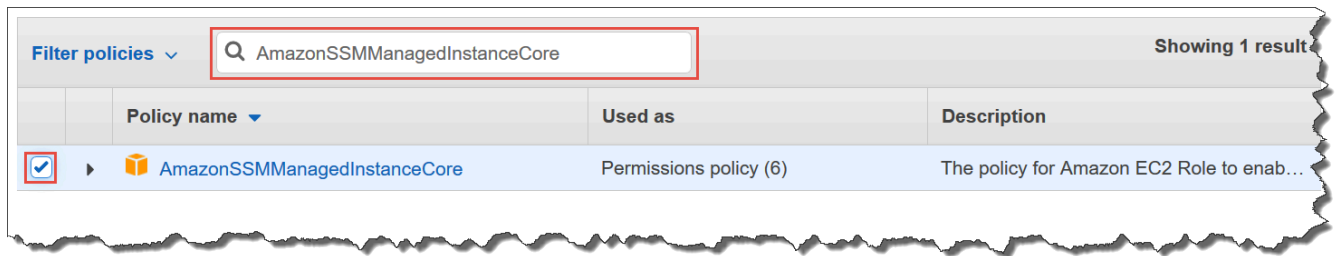 Filter policies
AmazonSSMManagedInstanceCore
Showing 1 result
Policy name
Used as
Description
AmazonSSMManagedInstanceCore
Permissions policy (6)
The policy for Amazon EC2 Role to enab...